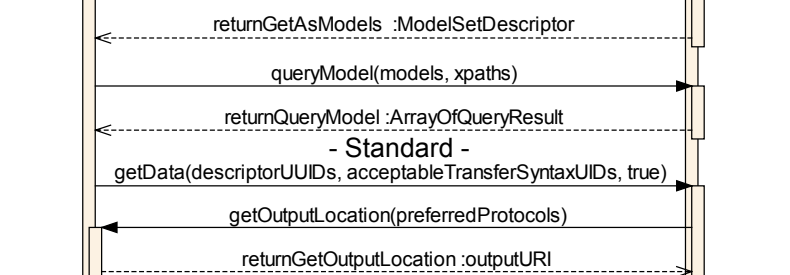 returnGetAsModels :ModelSetDescriptor
queryModel(models, xpaths)
returnQueryModel :ArrayOfQueryResult
- Standard -
getData(descriptorUUIDs, acceptableTransferSyntaxUIDs, true)
getOutputLocation(preferredProtocols)
returnGetOutputLocation :outputURI